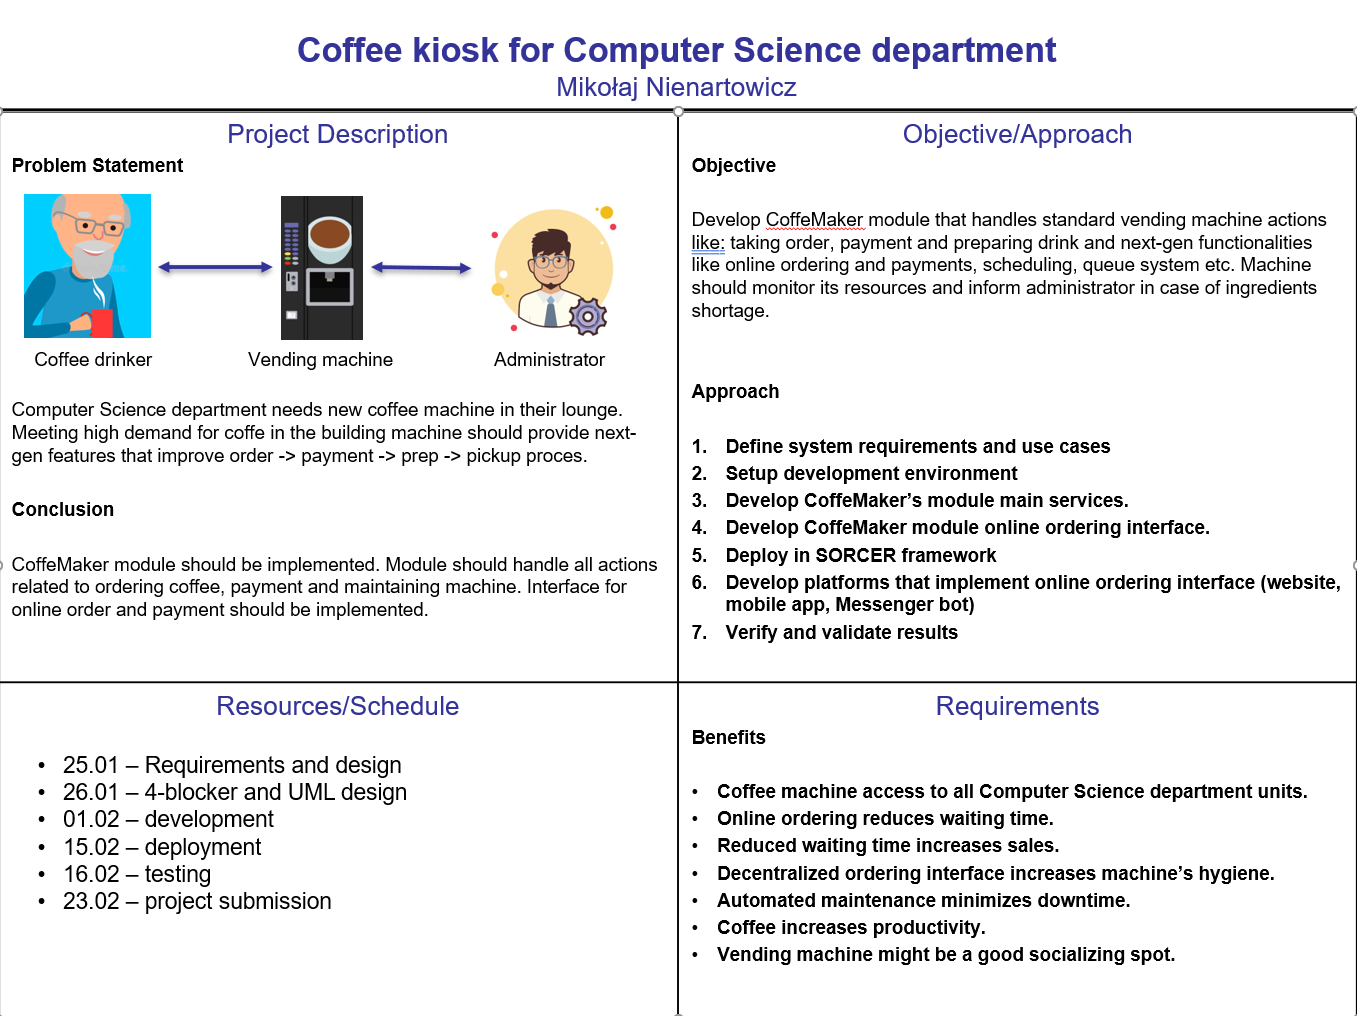 Coffee kiosk for Computer Science department
Mikołaj Nienartowicz
Project Description
Problem Statement
Coffee drinker
Vending machine
Administrator
Computer Science department needs new coffee machine in their lounge.
Meeting high demand for coffe in the building machine should provide next-
gen features that improve order -> payment -> prep -> pickup proces.
Conclusion
CoffeMaker module should be implemented. Module should handle all actions
related to ordering coffee, payment and maintaining machine. Interface for
online order and payment should be implemented.
Objective/Approach
Objective
Develop CoffeMaker module that handles standard vending machine actions
like: taking order, payment and preparing drink and next-gen functionalities
like online ordering and payments, scheduling, queue system etc. Machine
should monitor its resources and inform administrator in case of ingredients
shortage.
Approach
1. Define system requirements and use cases
2. Setup development environment
3. Develop CoffeMaker’s module main services.
4. Develop CoffeMaker module online ordering interface.
5. Deploy in SORCER framework
6. Develop platforms that implement online ordering interface (website,
mobile app, Messenger bot)
7. Verify and validate results
Resources/Schedule
• 25.01 – Requirements and design
• 26.01 – 4-blocker and UML design
• 01.02 – development
• 15.02 – deployment
• 16.02 – testing
• 23.02 – project submission
Requirements
Benefits
• Coffee machine access to all Computer Science department units.
• Online ordering reduces waiting time.
• Reduced waiting time increases sales.
• Decentralized ordering interface increases machine’s hygiene.
• Automated maintenance minimizes downtime.
• Coffee increases productivity.
• Vending machine might be a good socializing spot.